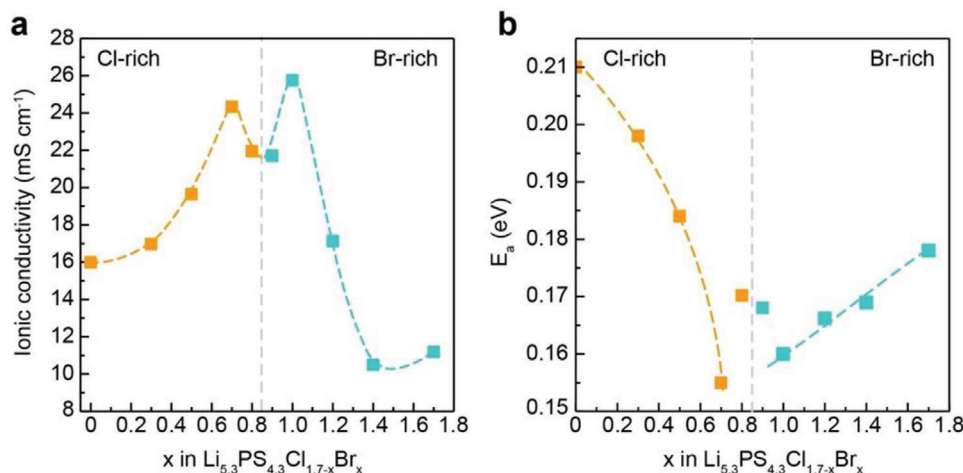 a
Cl-rich
Br-rich
Ionic conductivity (mS cm⁻¹)
28
26
24
22
20
18
16
14
12
10
8
0 0.2 0.4 0.6 0.8 1.0 1.2 1.4 1.6 1.8
x in Li₅.₃PS₄.₃Cl₁.₇₋ₓBrₓ
b
Cl-rich
Br-rich
Eₐ (eV)
0.21
0.20
0.19
0.18
0.17
0.16
0.15
0 0.2 0.4 0.6 0.8 1.0 1.2 1.4 1.6 1.8
x in Li₅.₃PS₄.₃Cl₁.₇₋ₓBrₓ